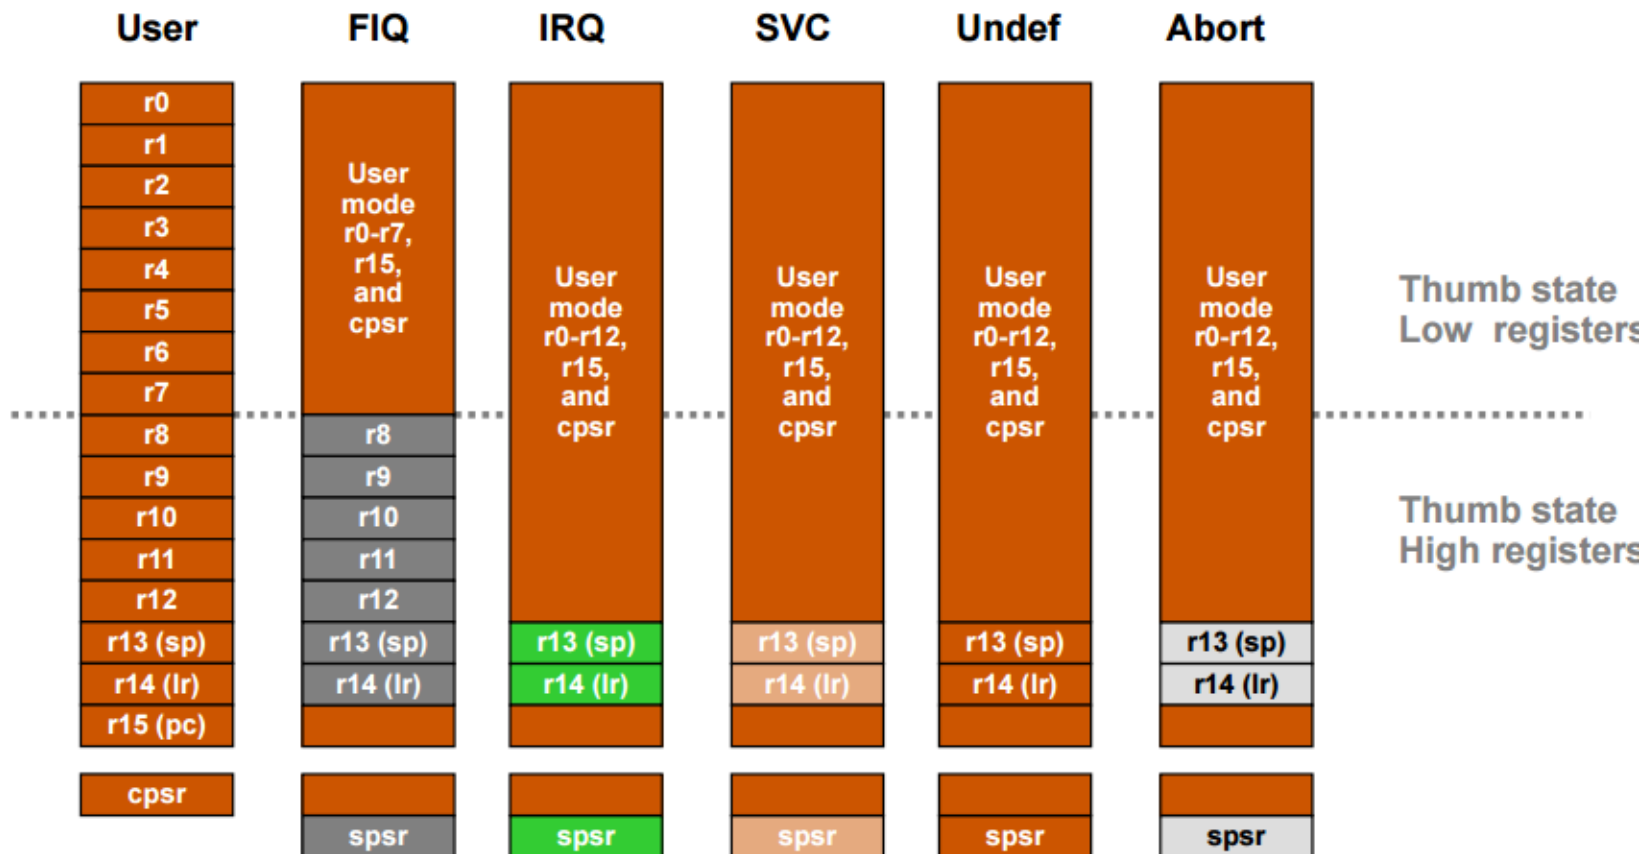 User FIQ IRQ SVC Undef Abort
r0
r1
r2
r3
r4
r5
r6
r7
r8
r9
r10
r11
r12
r13 (sp)
r14 (lr)
r15 (pc)
cpsr
User
mode
r0-r7,
r15,
and
cpsr
r8
r9
r10
r11
r12
r13 (sp)
r14 (lr)
spsr
User
mode
r0-r12,
r15,
and
cpsr
r13 (sp)
r14 (lr)
spsr
User
mode
r0-r12,
r15,
and
cpsr
r13 (sp)
r14 (lr)
spsr
User
mode
r0-r12,
r15,
and
cpsr
r13 (sp)
r14 (lr)
spsr
User
mode
r0-r12,
r15,
and
cpsr
r13 (sp)
r14 (lr)
spsr
Thumb state
Low registers
Thumb state
High registers